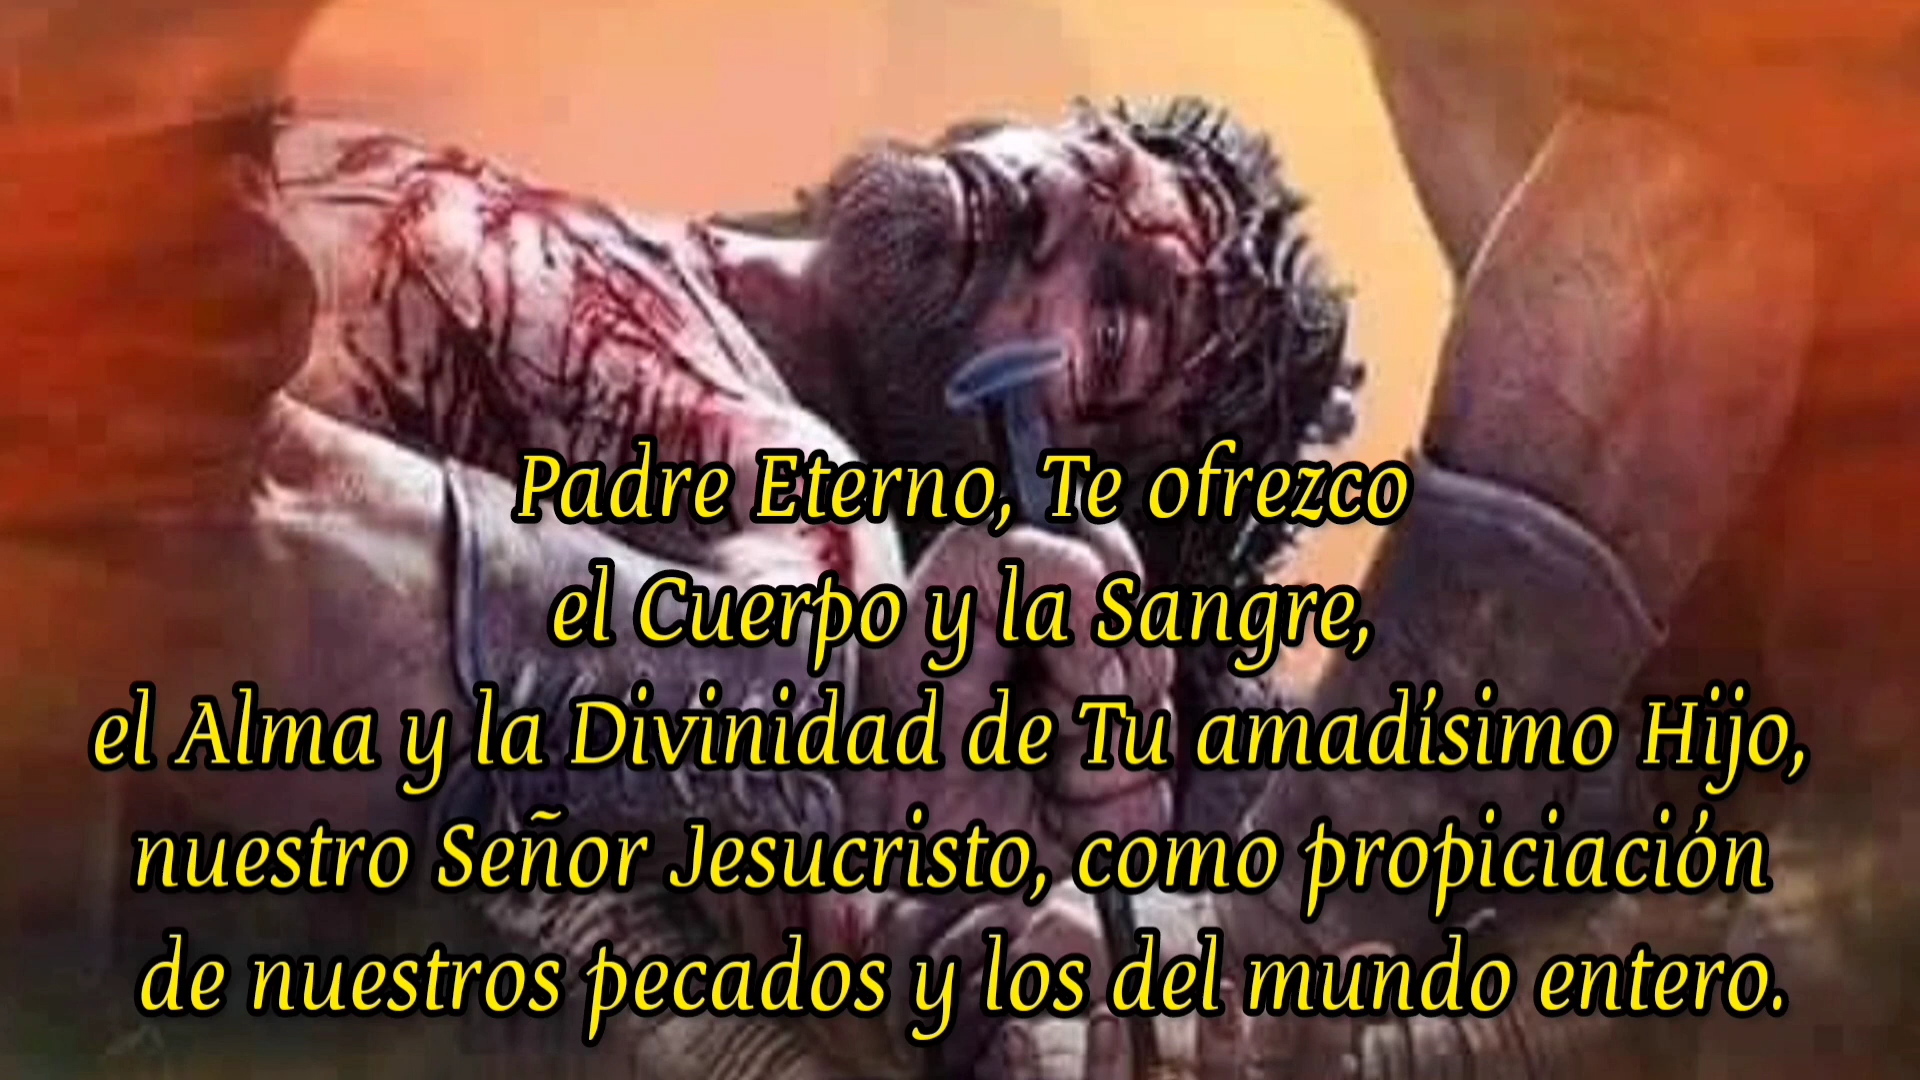 Padre Eterno, Te ofrezco
el Cuerpo y la Sangre,
el Alma y la Divinidad de Tu amadísimo Hijo,
nuestro Señor Jesucristo, como propiciación
de nuestros pecados y los del mundo entero.